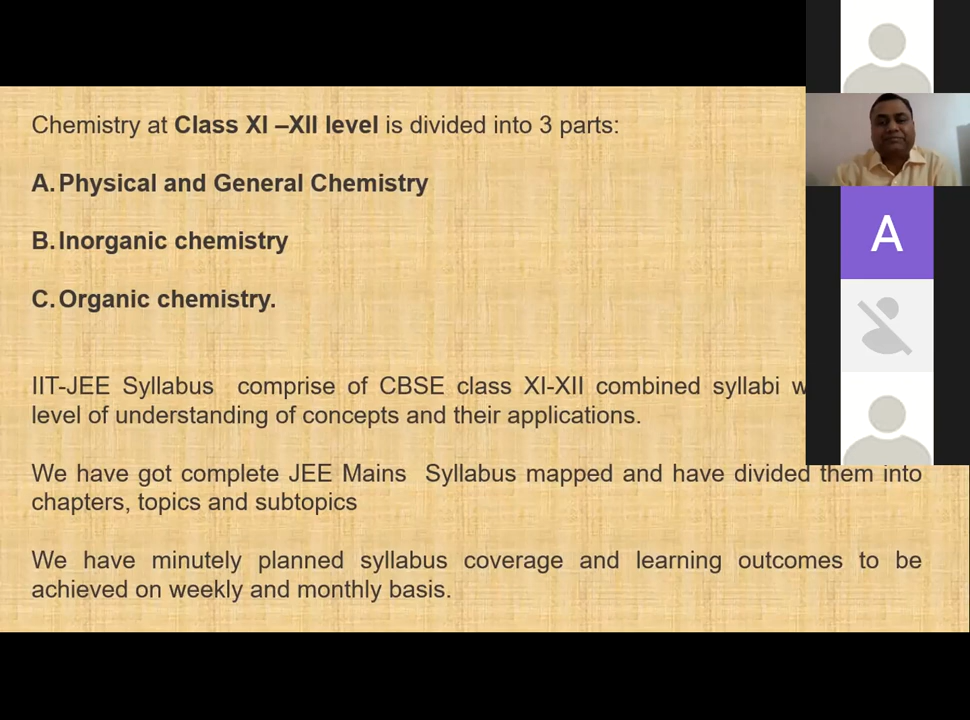 Chemistry at Class XI –XII level is divided into 3 parts:
A. Physical and General Chemistry
B. Inorganic chemistry
C. Organic chemistry.
IIT-JEE Syllabus comprise of CBSE class XI-XII combined syllabi
level of understanding of concepts and their applications.
We have got complete JEE Mains Syllabus mapped and have divided them into
chapters, topics and subtopics
We have minutely planned syllabus coverage and learning outcomes to be
achieved on weekly and monthly basis.
A